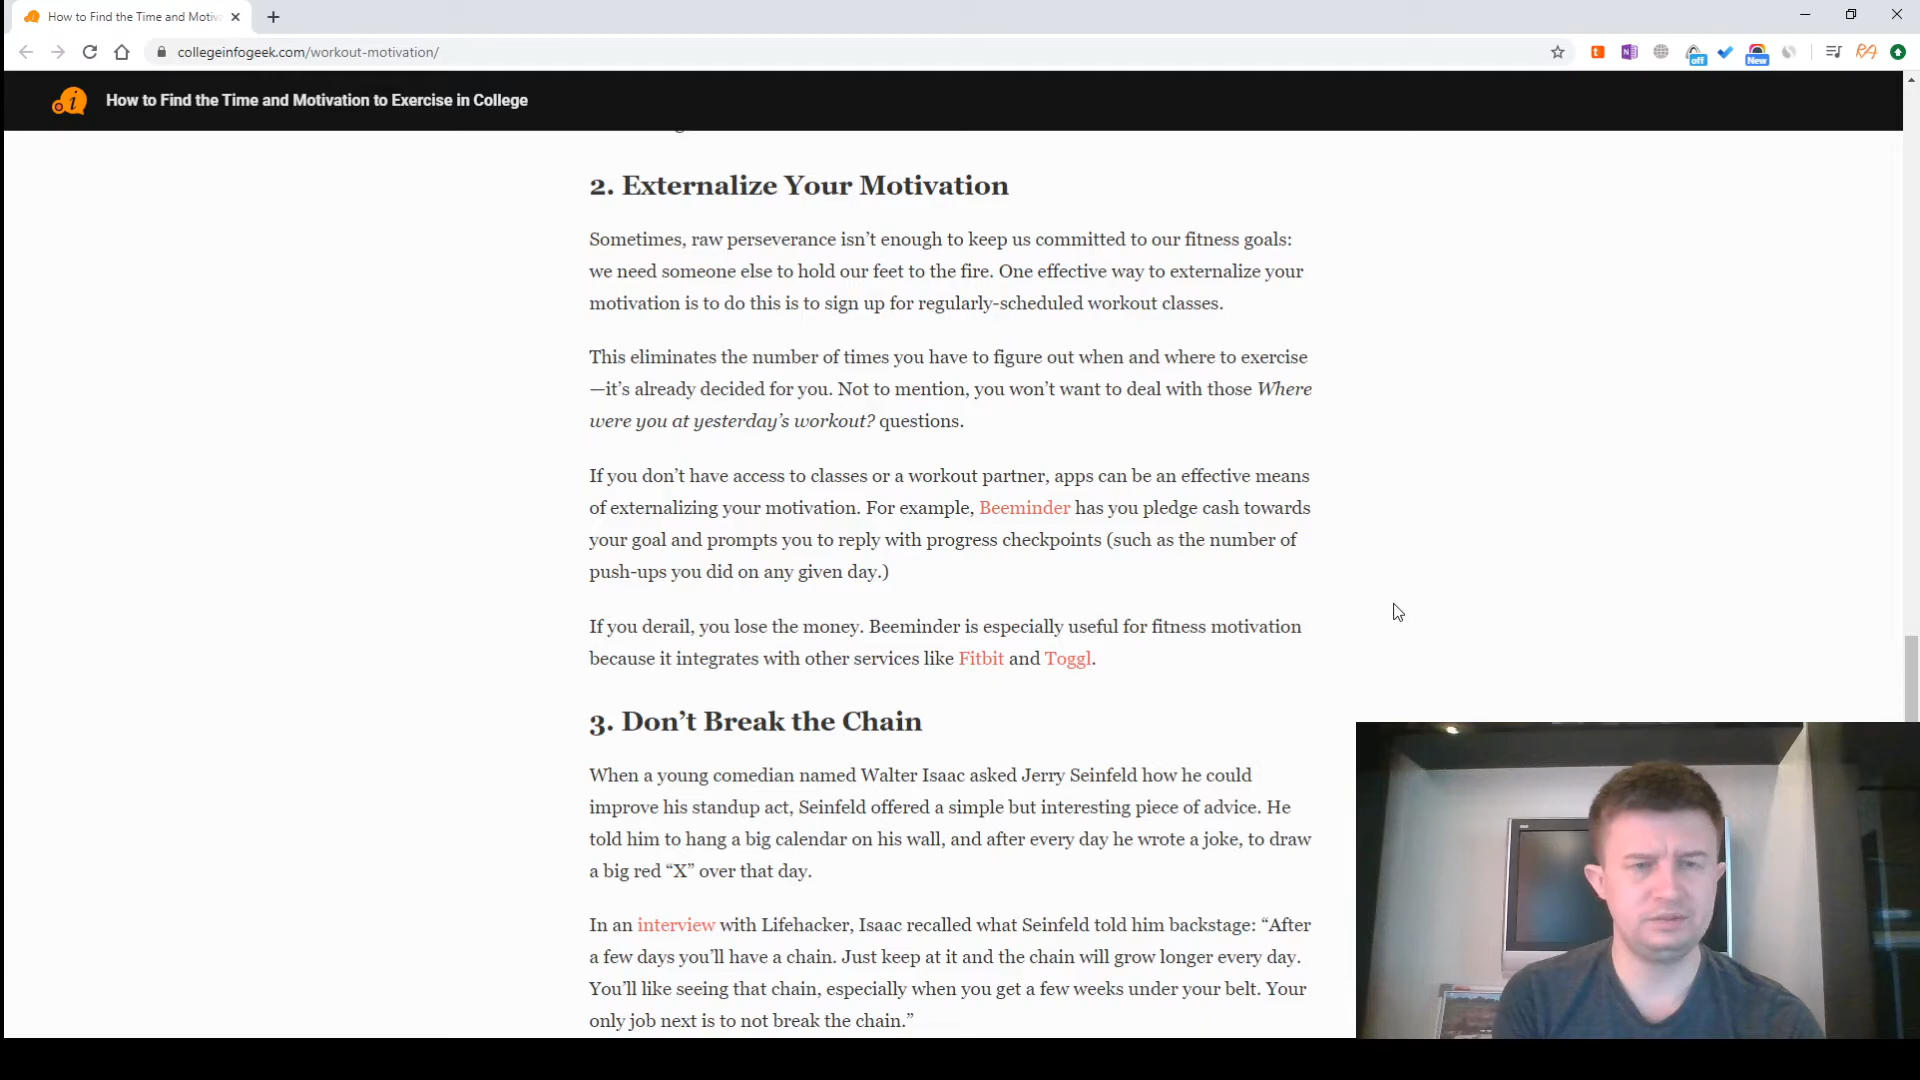 How to Find the Time and Motiv
collegeinfogeek.com/workout-motivation/
off
New
How to Find the Time and Motivation to Exercise in College
2. Externalize Your Motivation
Sometimes, raw perseverance isn’t enough to keep us committed to our fitness goals:
we need someone else to hold our feet to the fire. One effective way to externalize your
motivation is to do this is to sign up for regularly-scheduled workout classes.
This eliminates the number of times you have to figure out when and where to exercise
—it’s already decided for you. Not to mention, you won’t want to deal with those Where
were you at yesterday’s workout? questions.
If you don’t have access to classes or a workout partner, apps can be an effective means
of externalizing your motivation. For example, Beeminder has you pledge cash towards
your goal and prompts you to reply with progress checkpoints (such as the number of
push-ups you did on any given day.)
If you derail, you lose the money. Beeminder is especially useful for fitness motivation
because it integrates with other services like Fitbit and Toggl.
3. Don’t Break the Chain
When a young comedian named Walter Isaac asked Jerry Seinfeld how he could
improve his standup act, Seinfeld offered a simple but interesting piece of advice. He
told him to hang a big calendar on his wall, and after every day he wrote a joke, to draw
a big red “X” over that day.
In an interview with Lifehacker, Isaac recalled what Seinfeld told him backstage: “After
a few days you’ll have a chain. Just keep at it and the chain will grow longer every day.
You’ll like seeing that chain, especially when you get a few weeks under your belt. Your
only job next is to not break the chain.”